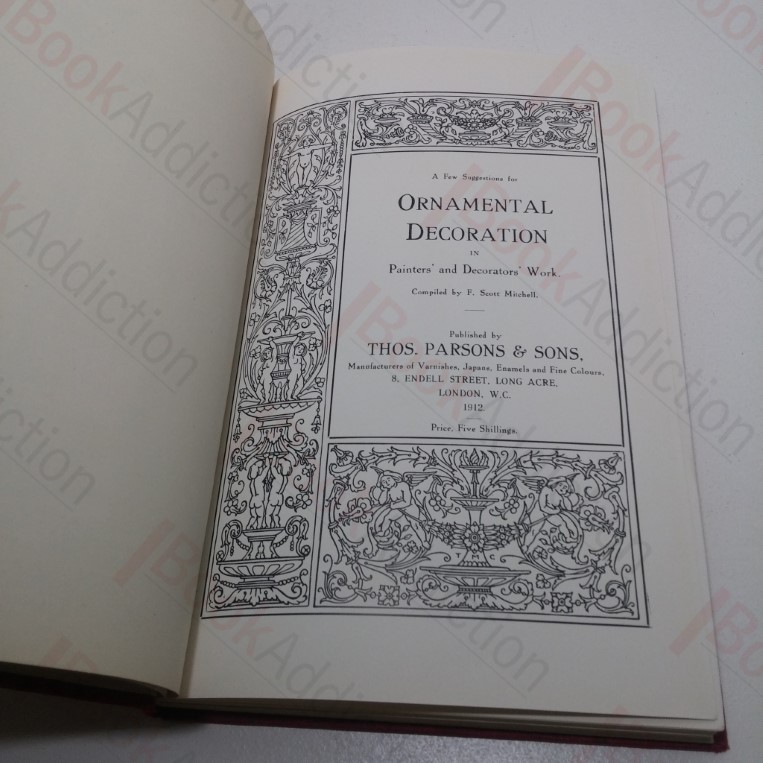 A Few Suggestions for
ORNAMENTAL
DECORATION
IN
Painters' and Decorators' Work.
Compiled by F. Scott Mitchell.
Published by
THOS. PARSONS & SONS,
Manufacturers of Varnishes, Japans, Enamels and Fine Colours,
8, ENDELL STREET, LONG ACRE,
LONDON, W.C.
1912
Price, Five Shillings.
T C
BookAddiction